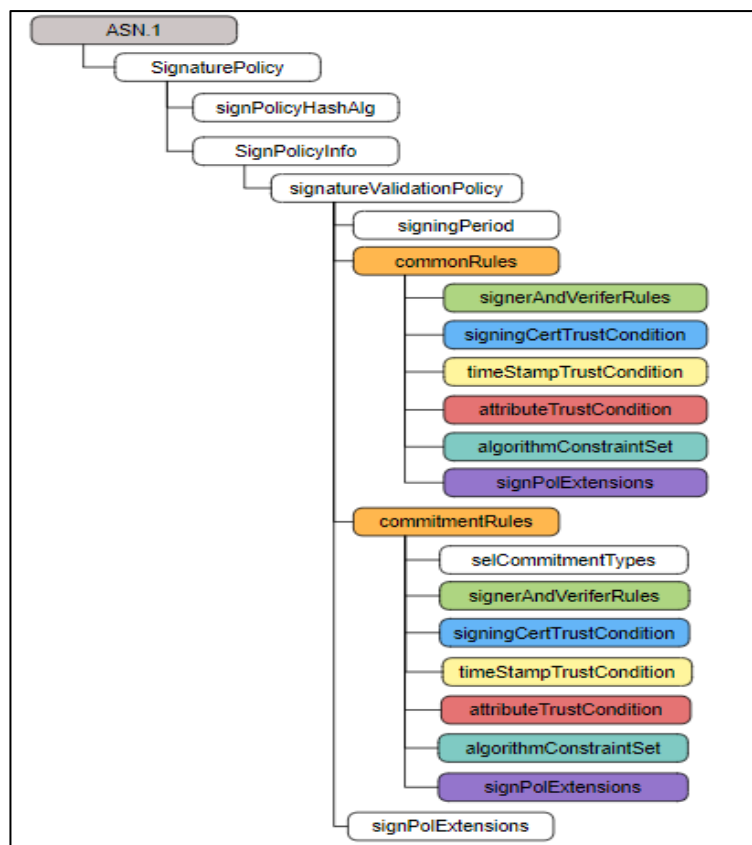 ASN.1
SignaturePolicy
signPolicyHashAlg
SignPolicyInfo
signatureValidationPolicy
signingPeriod
commonRules
signerAndVeriferRules
signingCertTrustCondition
timeStampTrustCondition
attributeTrustCondition
algorithmConstraintSet
signPolExtensions
commitmentRules
selCommitmentTypes
signerAndVeriferRules
signingCertTrustCondition
timeStampTrustCondition
attributeTrustCondition
algorithmConstraintSet
signPolExtensions
signPolExtensions